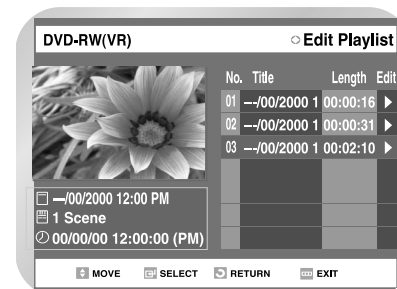 DVD-RW(VR) Edit Playlist
No. Title Length Edit
01 --/00/2000 1 00:00:16
02 --/00/2000 1 00:00:31
03 --/00/2000 1 00:02:10
—/00/2000 12:00 PM
1 Scene
00/00/00 12:00:00 (PM)
MOVE SELECT RETURN EXIT